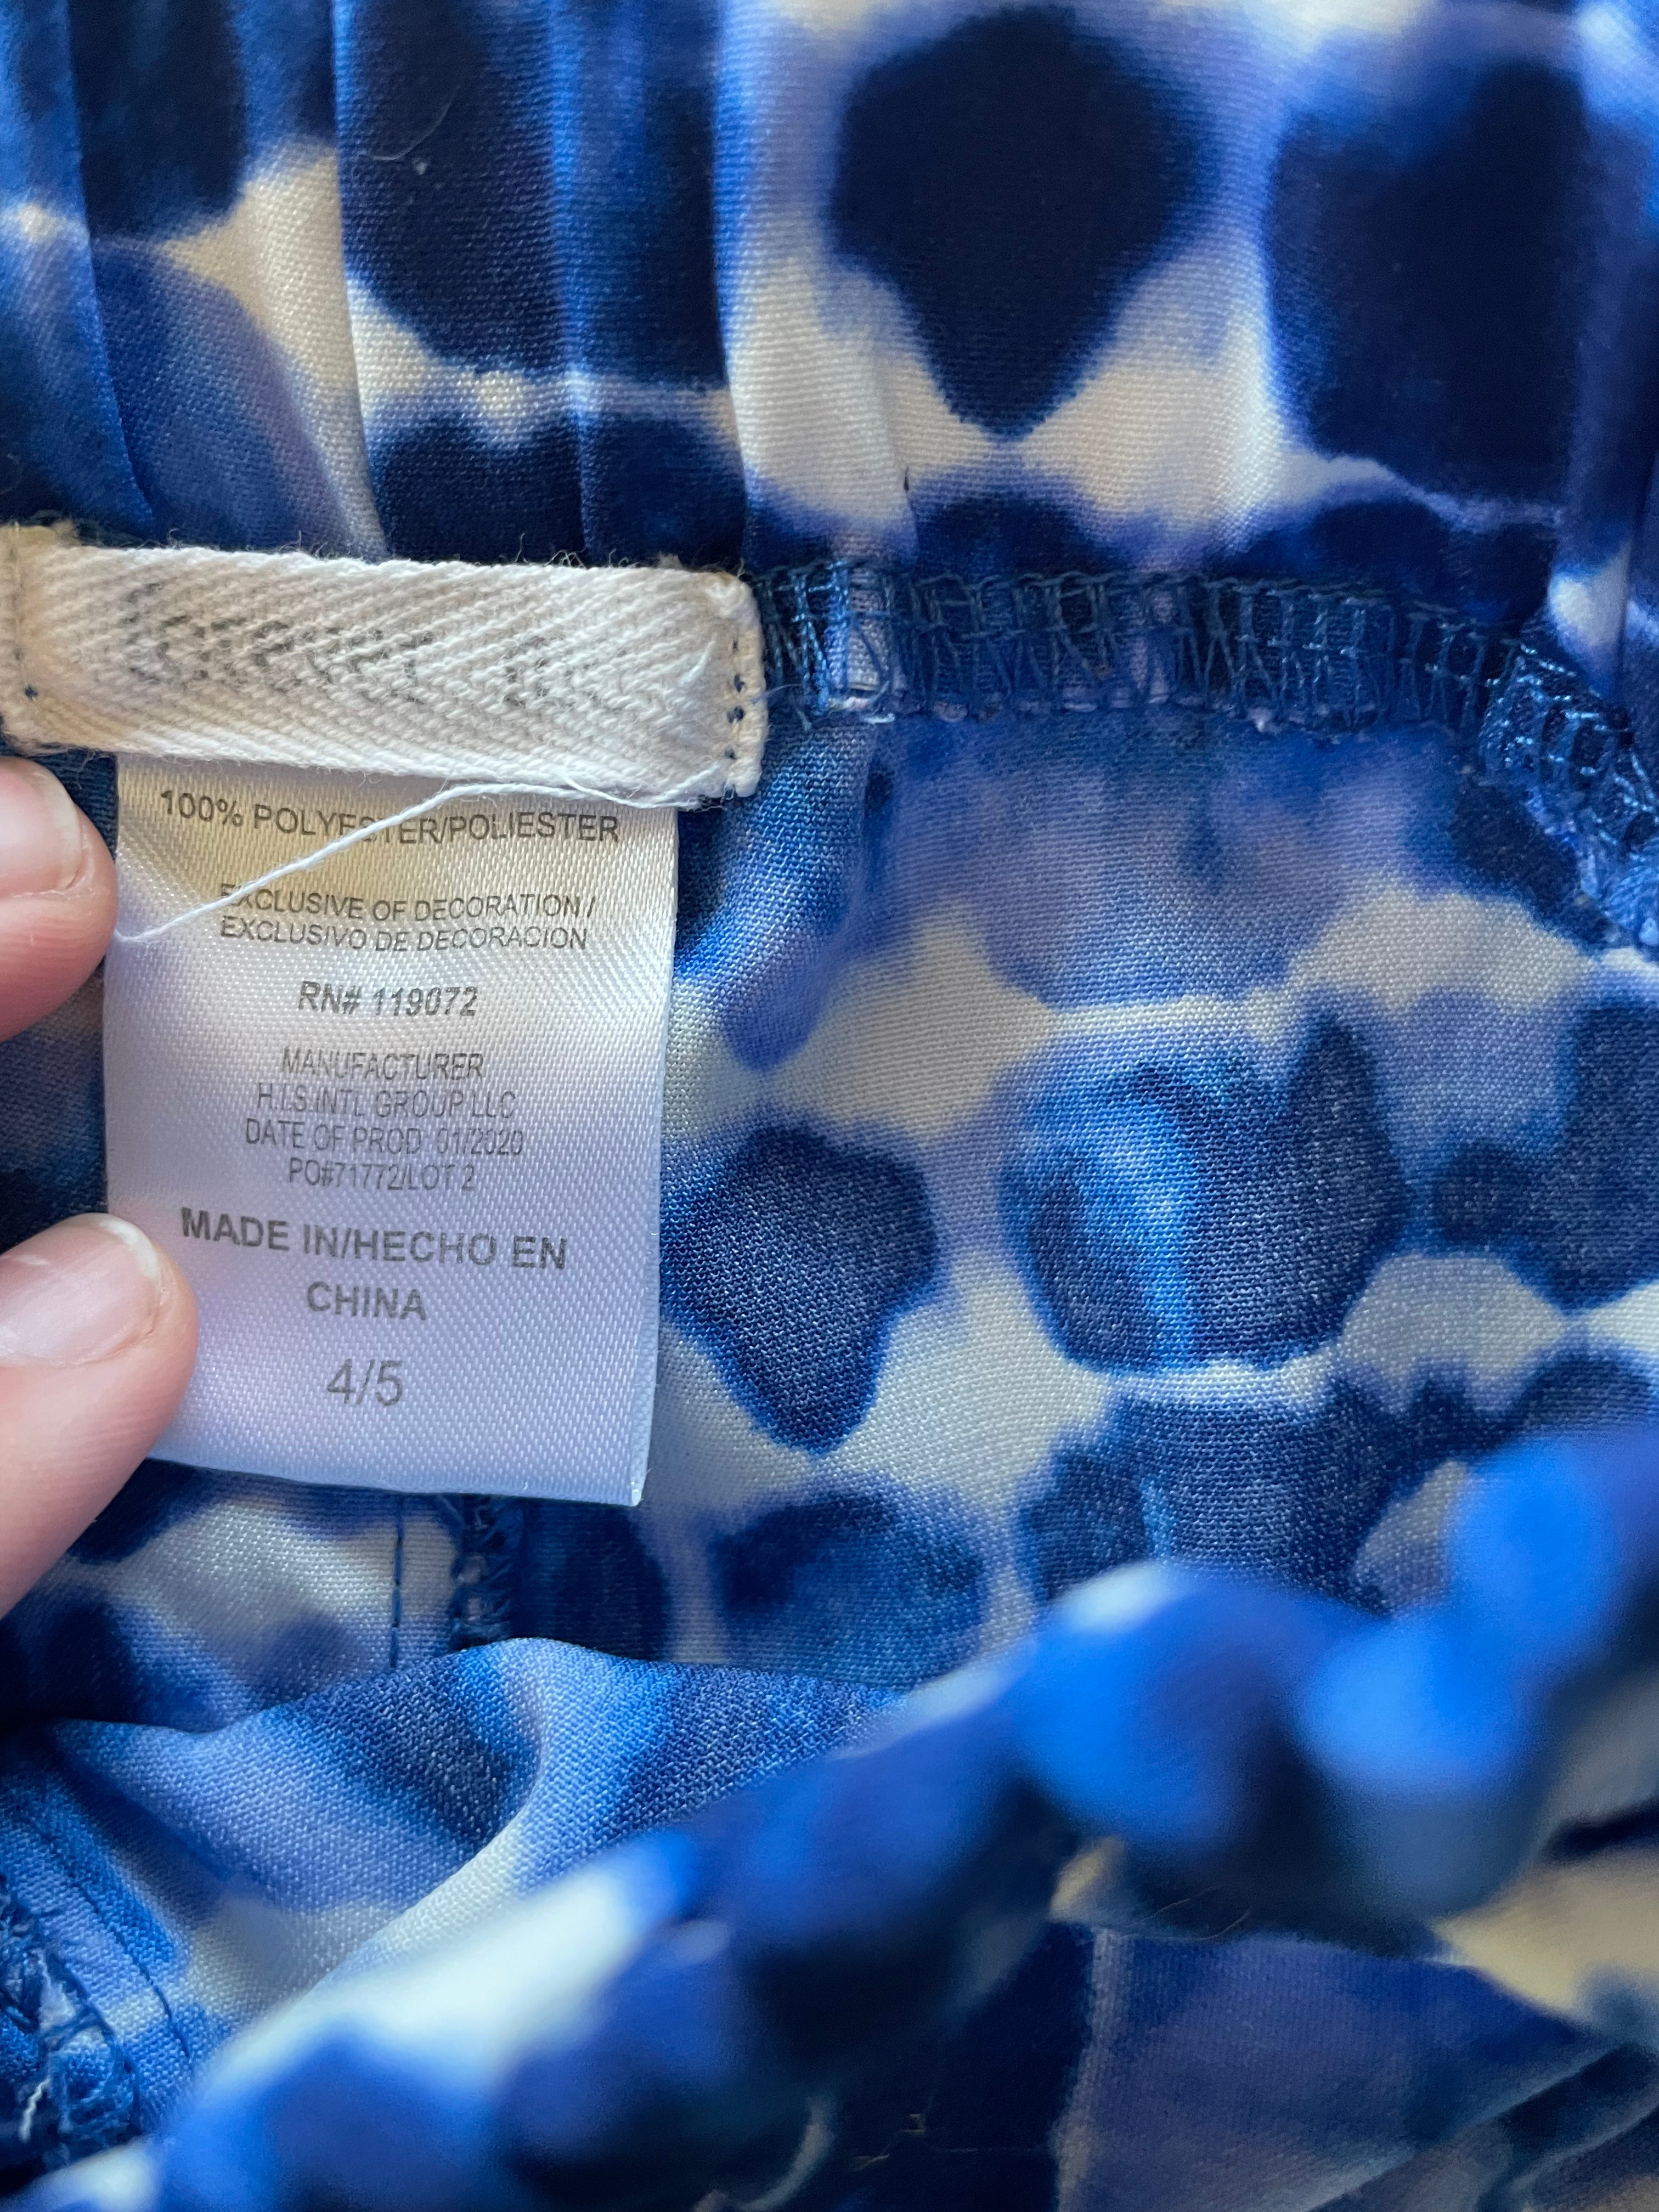 100% POLYESTER/POLIESTER
EXCLUSIVE OF DECORATION/
EXCLUSIVO DE DECORACION
RN# 119072
MANUFACTURER
H.I.S.INTL GROUP LLC
DATE OF PROD 01/2020
PO#71772/LOT 2
MADE IN/HECHO EN
CHINA
4/5